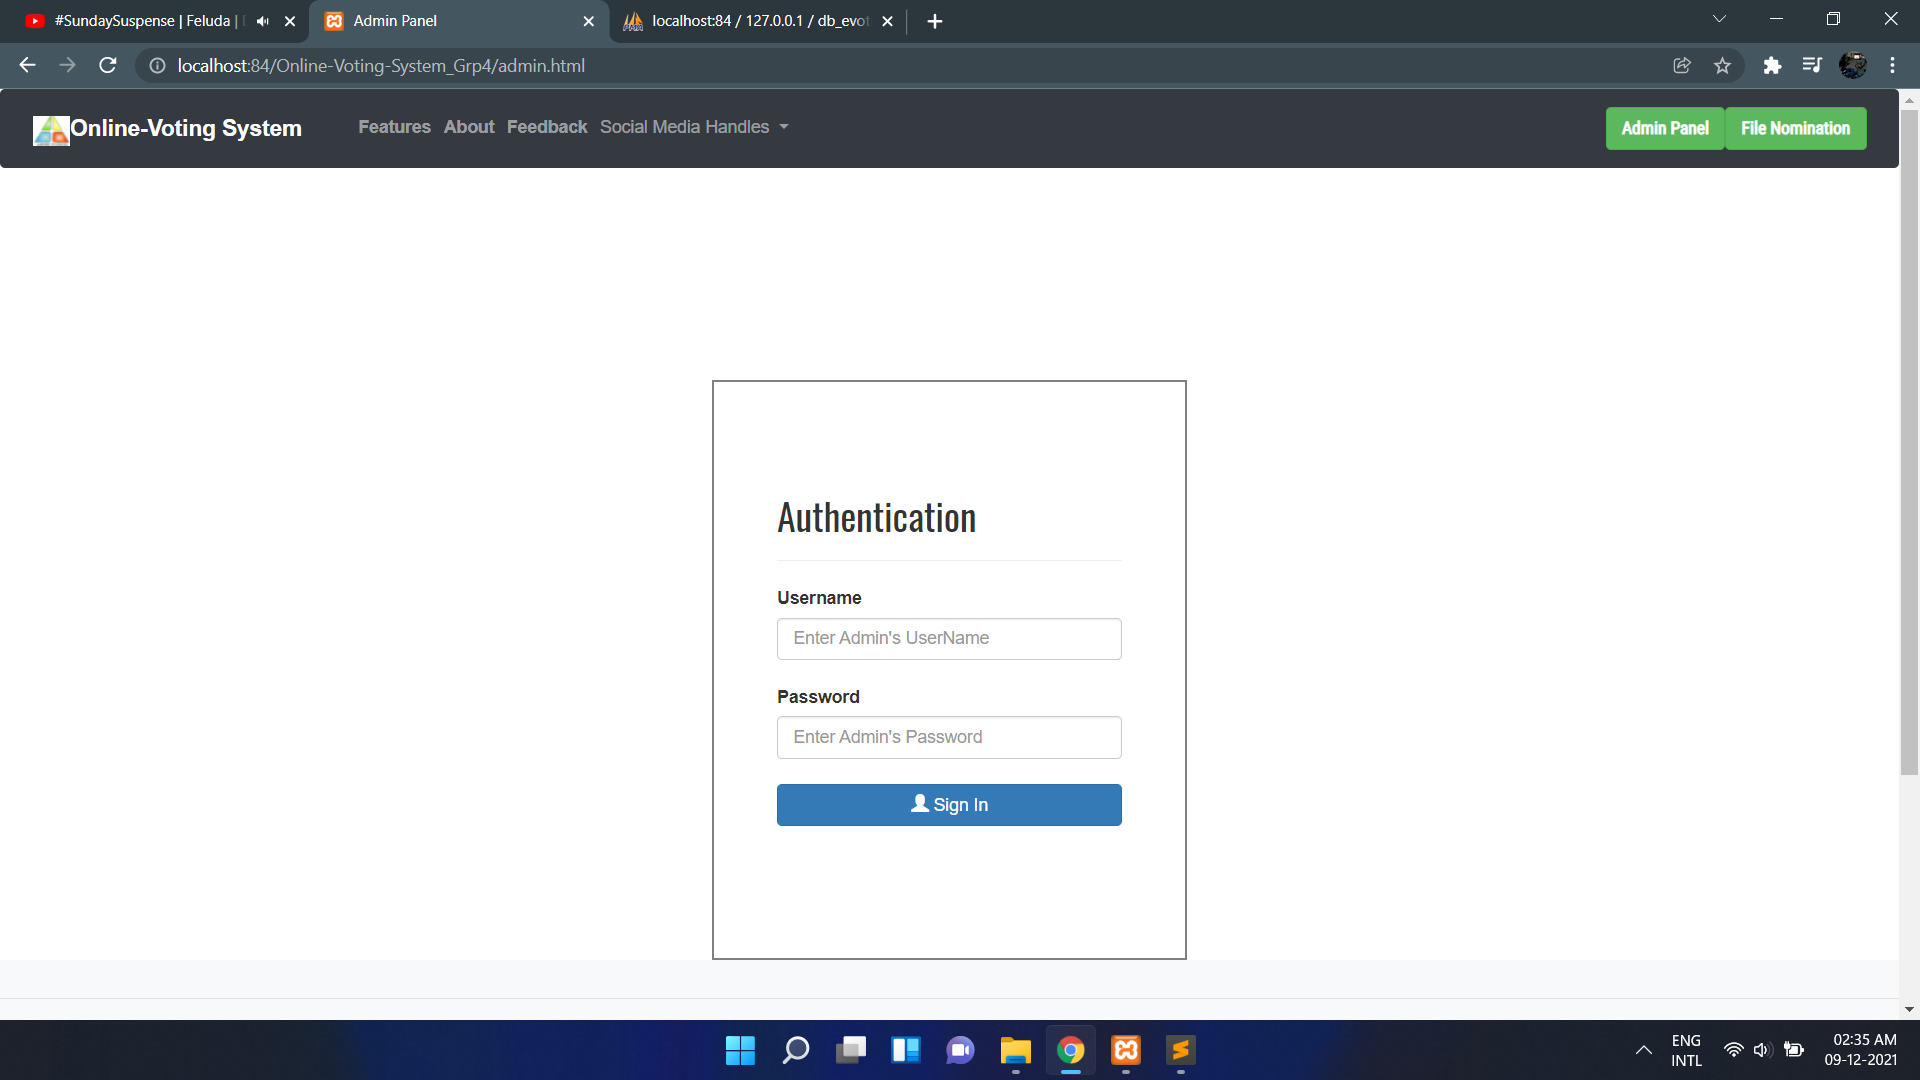 #SundaySuspense | Feluda |
Admin Panel
localhost:84 / 127.0.0.1 / db_evot
localhost:84/Online-Voting-System_Grp4/admin.html
Online-Voting System
Features
About
Feedback
Social Media Handles
Admin Panel
File Nomination
Authentication
Username
Enter Admin's UserName
Password
Enter Admin's Password
Sign In
ENG
INTL
02:35 AM
09-12-2021